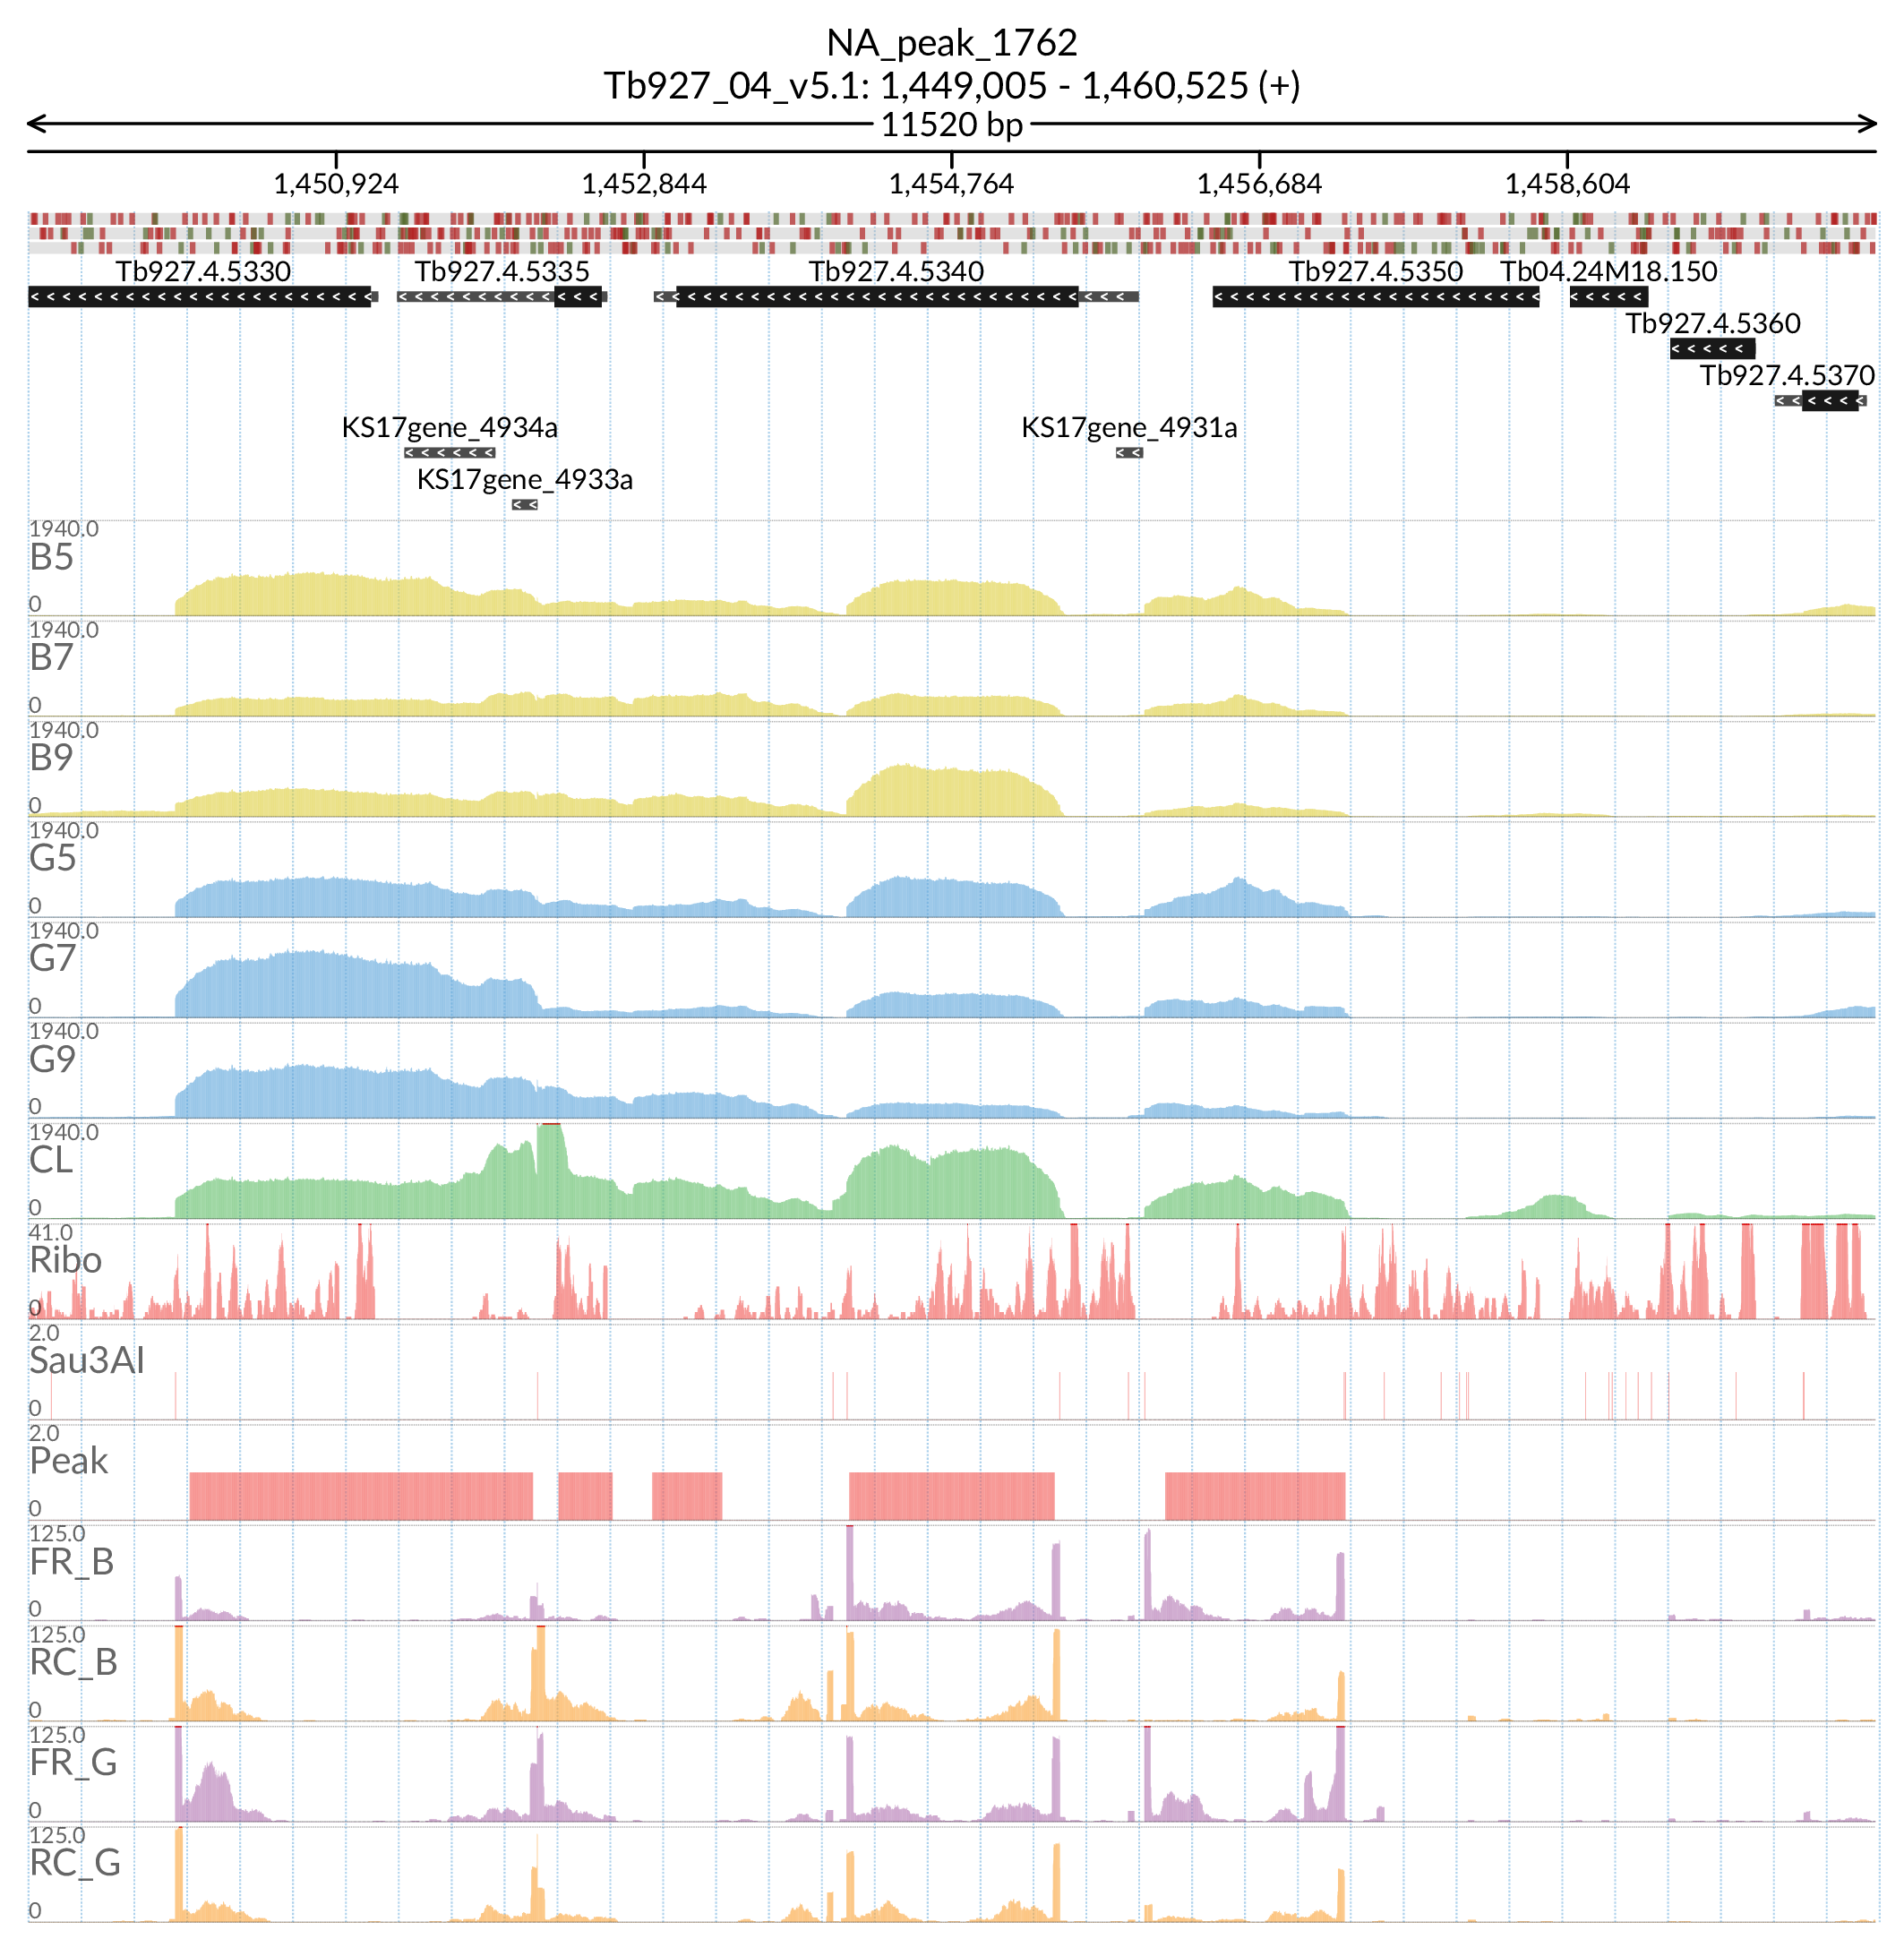 NA_peak_1762
Tb927_04_v5.1: 1,449,005 - 1,460,525 (+)
11520 bp
1,450,924 1,452,844 1,454,764 1,456,684 1,458,604
Tb927.4.5330 Tb927.4.5335 Tb927.4.5340 Tb927.4.5350 Tb04.24M18.150
Tb927.4.5360
Tb927.4.5370
KS17gene_4934a KS17gene_4931a
KS17gene_4933a
1940.0
B5
0
1940.0
B7
0
1940.0
B9
0
1940.0
G5
0
1940.0
G7
0
1940.0
G9
0
1940.0
CL
0
41.0
Ribo
0
2.0
Sau3AI
0
2.0
Peak
0
125.0
FR_B
0
125.0
RC_B
0
125.0
FR_G
0
125.0
RC_G
0